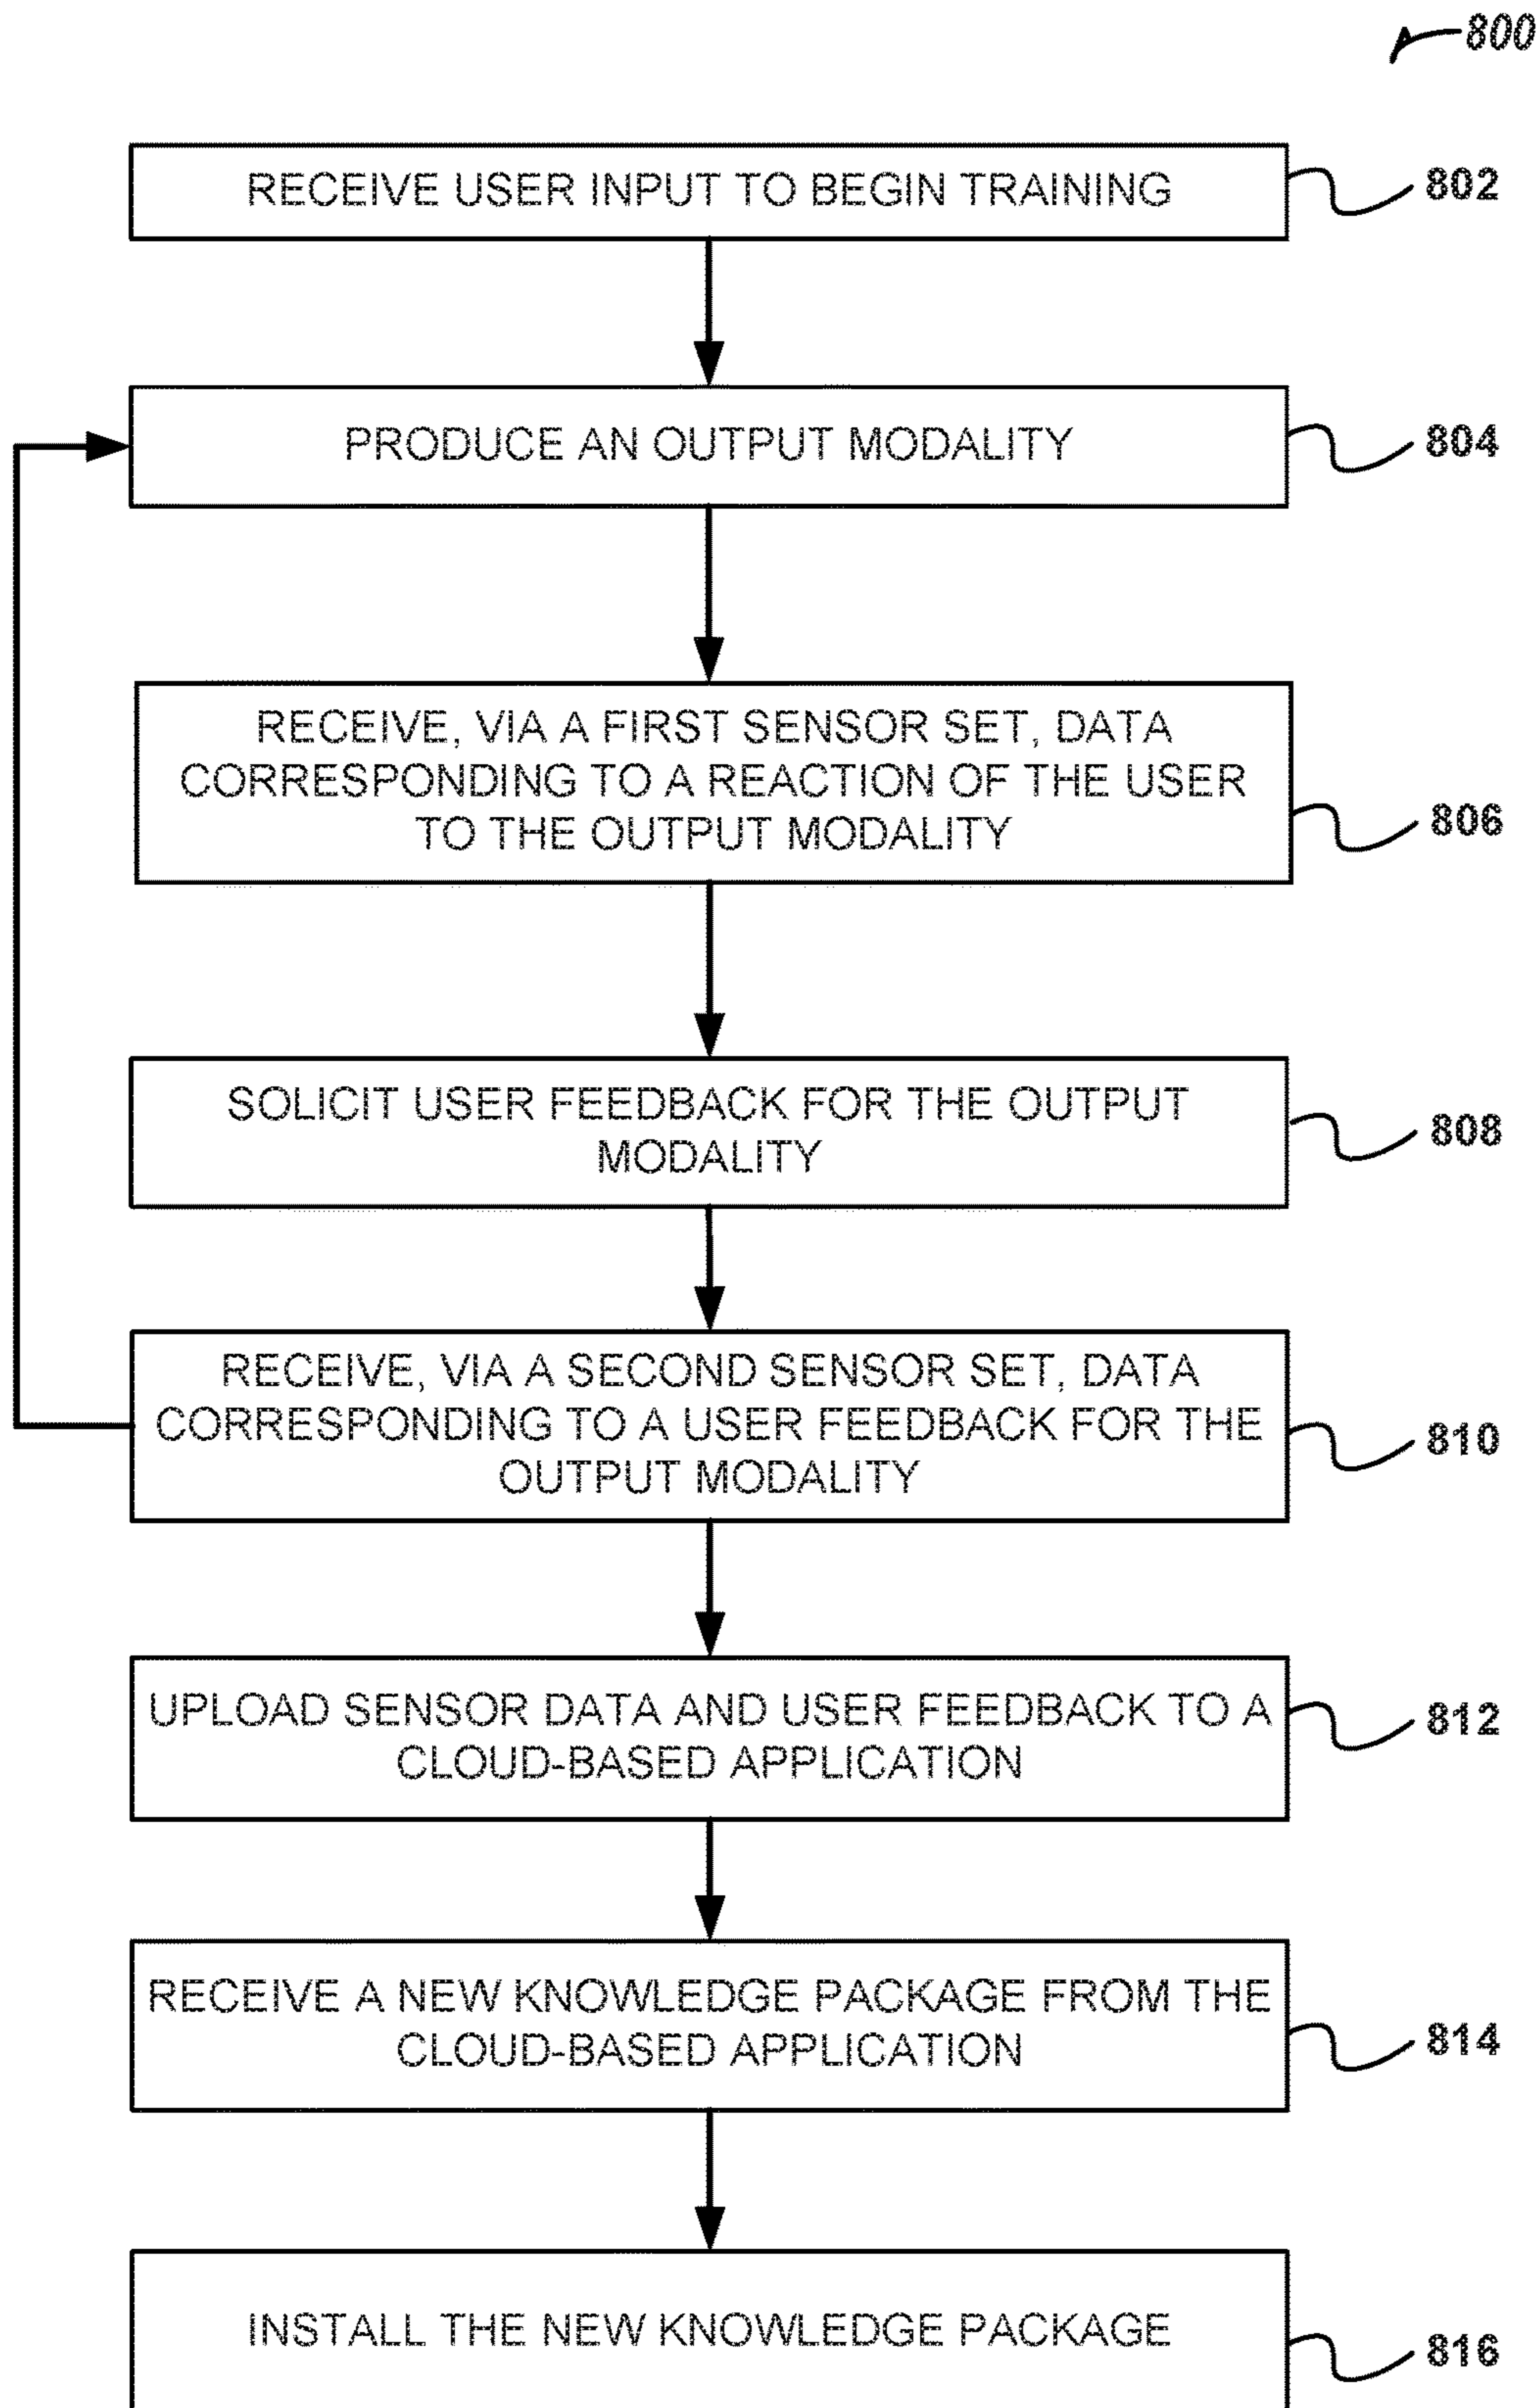 800
RECEIVE USER INPUT TO BEGIN TRAINING
802
PRODUCE AN OUTPUT MODALITY
804
RECEIVE, VIA A FIRST SENSOR SET, DATA
CORRESPONDING TO A REACTION OF THE USER
TO THE OUTPUT MODALITY
806
SOLICIT USER FEEDBACK FOR THE OUTPUT
MODALITY
808
RECEIVE, VIA A SECOND SENSOR SET, DATA
CORRESPONDING TO A USER FEEDBACK FOR THE
OUTPUT MODALITY
810
UPLOAD SENSOR DATA AND USER FEEDBACK TO A
CLOUD-BASED APPLICATION
812
RECEIVE A NEW KNOWLEDGE PACKAGE FROM THE
CLOUD-BASED APPLICATION
814
INSTALL THE NEW KNOWLEDGE PACKAGE
816